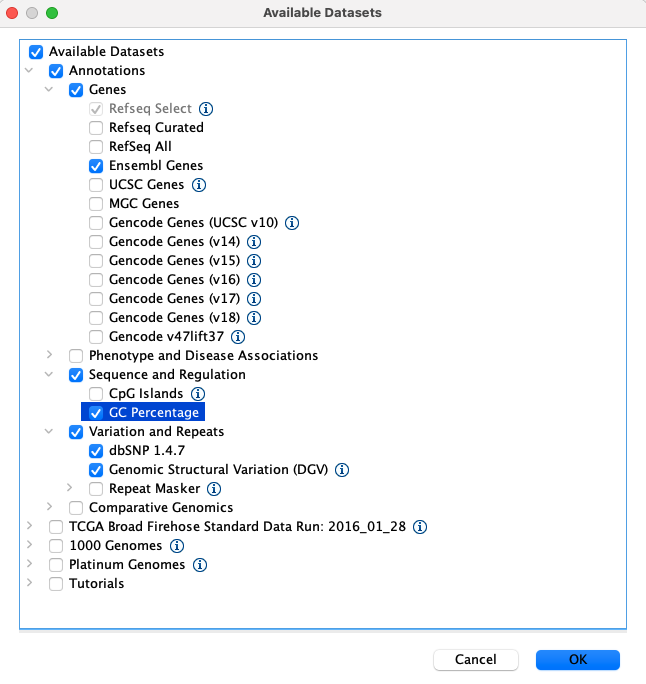 Available Datasets
Available Datasets
Annotations
Genes
Refseq Select
Refseq Curated
RefSeq All
Ensembl Genes
UCSC Genes
MGC Genes
Gencode Genes (UCSC v10)
Gencode Genes (v14)
Gencode Genes (v15)
Gencode Genes (v16)
Gencode Genes (v17)
Gencode Genes (v18)
Gencode v47lift37
Phenotype and Disease Associations
Sequence and Regulation
CpG Islands
GC Percentage
Variation and Repeats
dbSNP 1.4.7
Genomic Structural Variation (DGV)
Repeat Masker
Comparative Genomics
TCGA Broad Firehose Standard Data Run: 2016_01_28
1000 Genomes
Platinum Genomes
Tutorials
Cancel OK